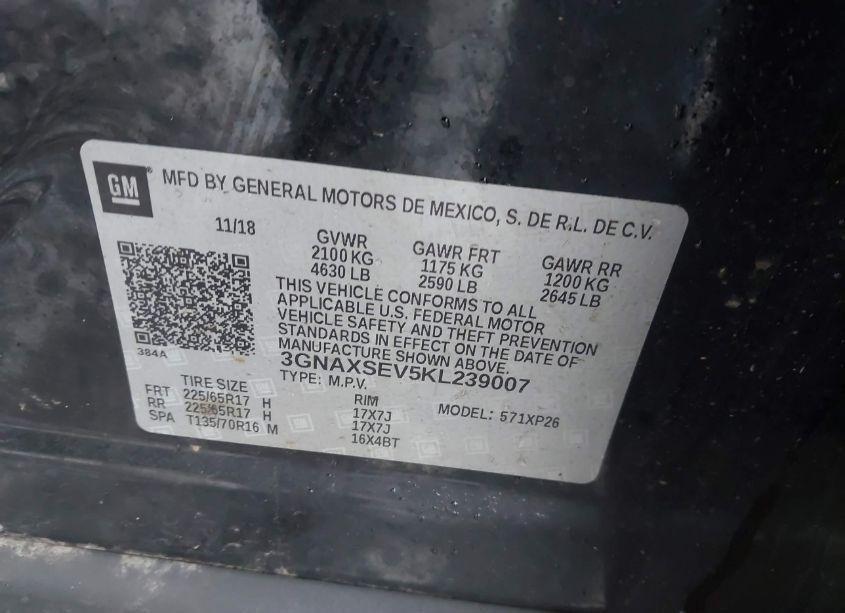 GM
MFD BY GENERAL MOTORS DE MEXICO, S. DE R.L. DE C.V.
11/18
GVWR
2100 KG
4630 LB
GAWR FRT
1175 KG
2590 LB
GAWR RR
1200 KG
2645 LB
THIS VEHICLE CONFORMS TO ALL
APPLICABLE U.S. FEDERAL MOTOR
VEHICLE SAFETY AND THEFT PREVENTION
STANDARDS IN EFFECT ON THE DATE OF
MANUFACTURE SHOWN ABOVE.
3GNAXSEV5KL239007
TYPE: M.P.V.
MODEL: 571XP26
384A
TIRE SIZE
RIM
FRT 225/65R17 H 17X7J
RR 225/65R17 H 17X7J
SPA T135/70R16 M 16X4BT